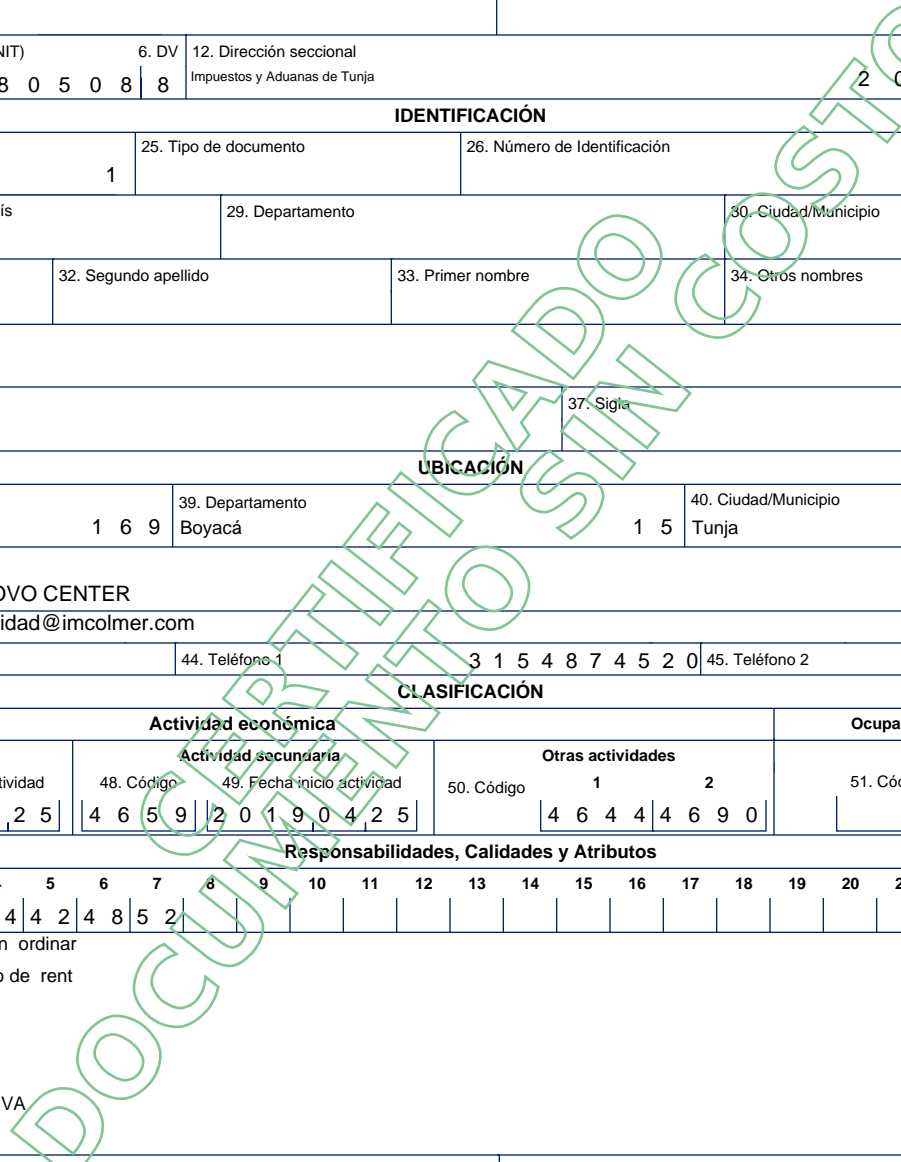 NIT) 6. DV 12. Dirección seccional
8 0 5 0 8 8 Impuestos y Aduanas de Tunja 2 0
IDENTIFICACIÓN
25. Tipo de documento 26. Número de Identificación
1
ís 29. Departamento 30. Ciudad/Municipio
32. Segundo apellido 33. Primer nombre 34. Otros nombres
37. Sigla
UBICACIÓN
39. Departamento 40. Ciudad/Municipio
1 6 9 Boyacá 1 5 Tunja
OVO CENTER
idad@imcolmer.com
44. Teléfono 1 3 1 5 4 8 7 4 5 2 0 45. Teléfono 2
CLASIFICACIÓN
Actividad económica Ocupa
Actividad secundaria Otras actividades
tividad 48. Código 49. Fecha inicio actividad 50. Código 1 2 51. Cód
2 5 4 6 5 9 2 0 1 9 0 4 2 5 4 6 4 4 4 6 9 0
Responsabilidades, Calidades y Atributos
5 6 7 8 9 10 11 12 13 14 15 16 17 18 19 20 2
4 4 2 4 8 5 2
n ordinar
o de rent
VA
CERTIFICADO
DOCUMENTO SIN COSTO